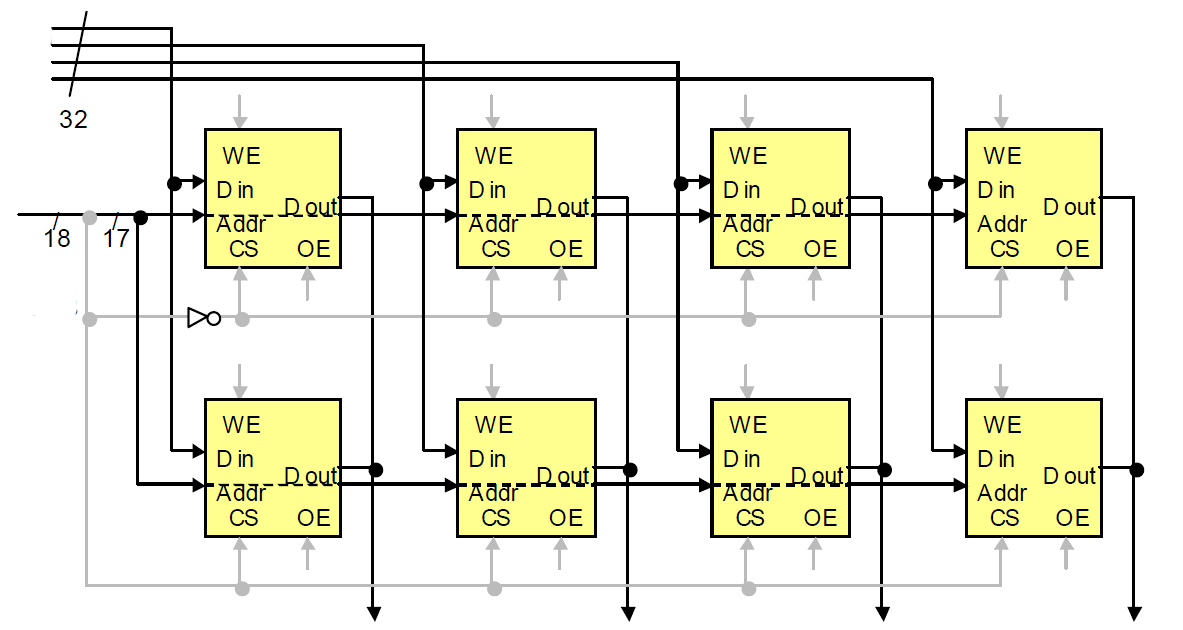 32
WE WE WE WE
D in D in D in D in
D out D out D out D out
Addr Addr Addr Addr
18 17
CS OE CS OE CS OE CS OE
WE WE WE WE
D in D in D in D in
D out D out D out D out
Addr Addr Addr Addr
CS OE CS OE CS OE CS OE